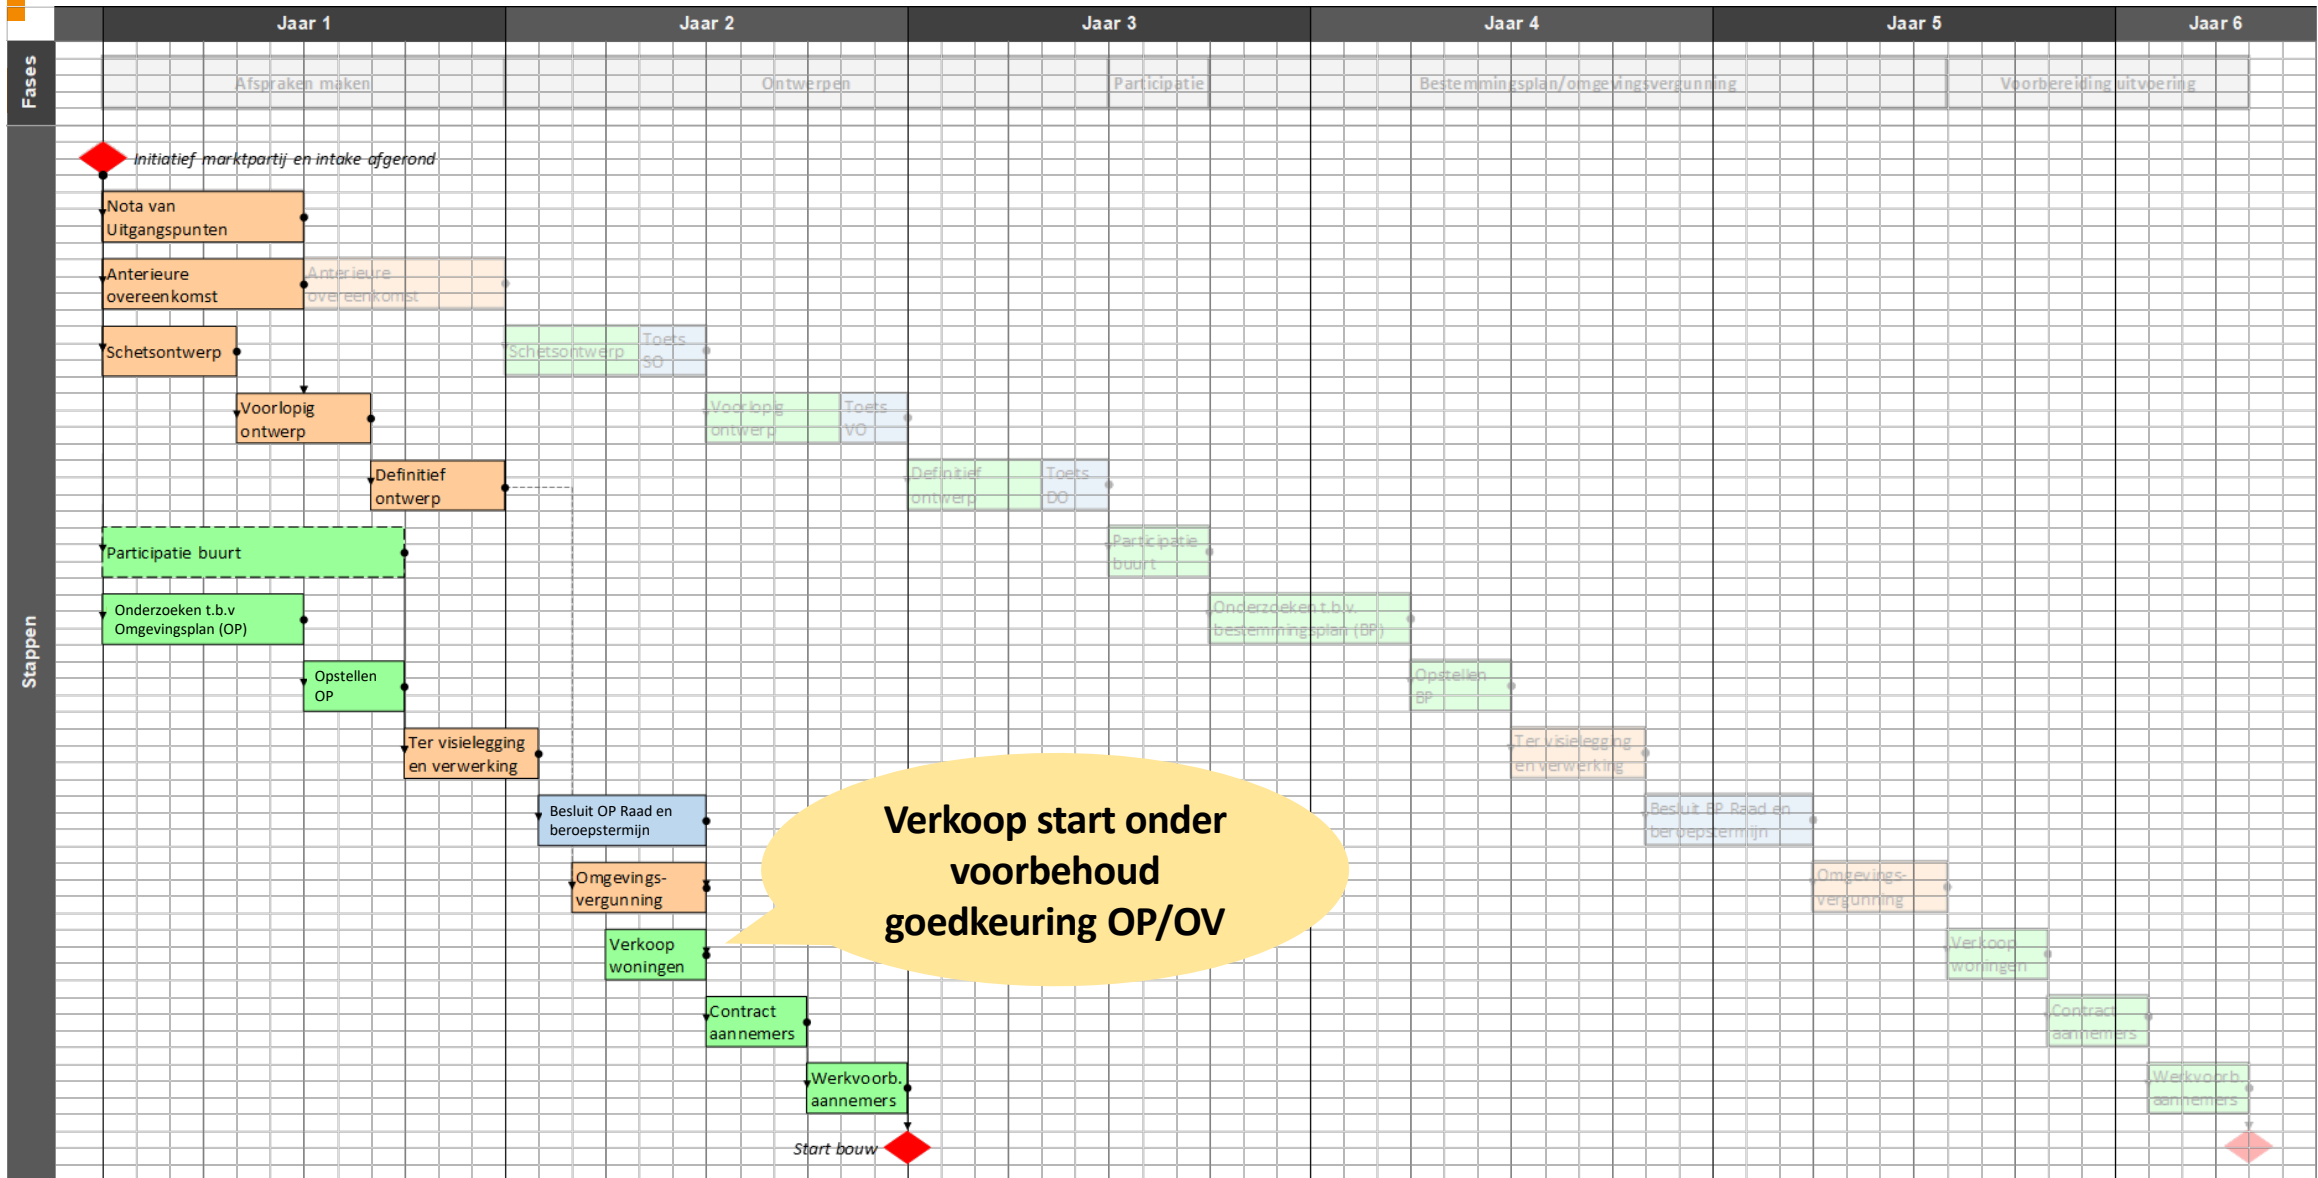 Jaar 1
Jaar 2
Jaar 3
Jaar 4
Jaar 5
Jaar 6
Fases
Afspraken maken
Ontwerpen
Participatie
Bestemmingsplan/omgevingsvergunning
Voorbereiding uitvoering
Stappen
Initiatief marktpartij en intake afgerond
Nota van
Uitgangspunten
Anterieure
overeenkomst
Anterieure
overeenkomst
Schetsontwerp
Schetsontwerp
Toets
SO
Voorlopig
ontwerp
Voorlopig
ontwerp
Toets
VO
Definitief
ontwerp
Definitief
ontwerp
Toets
DO
Participatie buurt
Participatie
buurt
Onderzoeken t.b.v
Omgevingsplan (OP)
Onderzoeken t.b.v.
bestemmingsplan (BP)
Opstellen
OP
Opstellen
BP
Ter visielegging
en verwerking
Ter visielegging
en verwerking
Besluit OP Raad en
beroepstermijn
Besluit BP Raad en
beroepstermijn
Verkoop start onder
voorbehoud
goedkeuring OP/OV
Omgevings-
vergunning
Omgevings-
vergunning
Verkoop
woningen
Verkoop
woningen
Contract
aannemers
Contract
aannemers
Werkvoorb.
aannemers
Werkvoorb.
aannemers
Start bouw